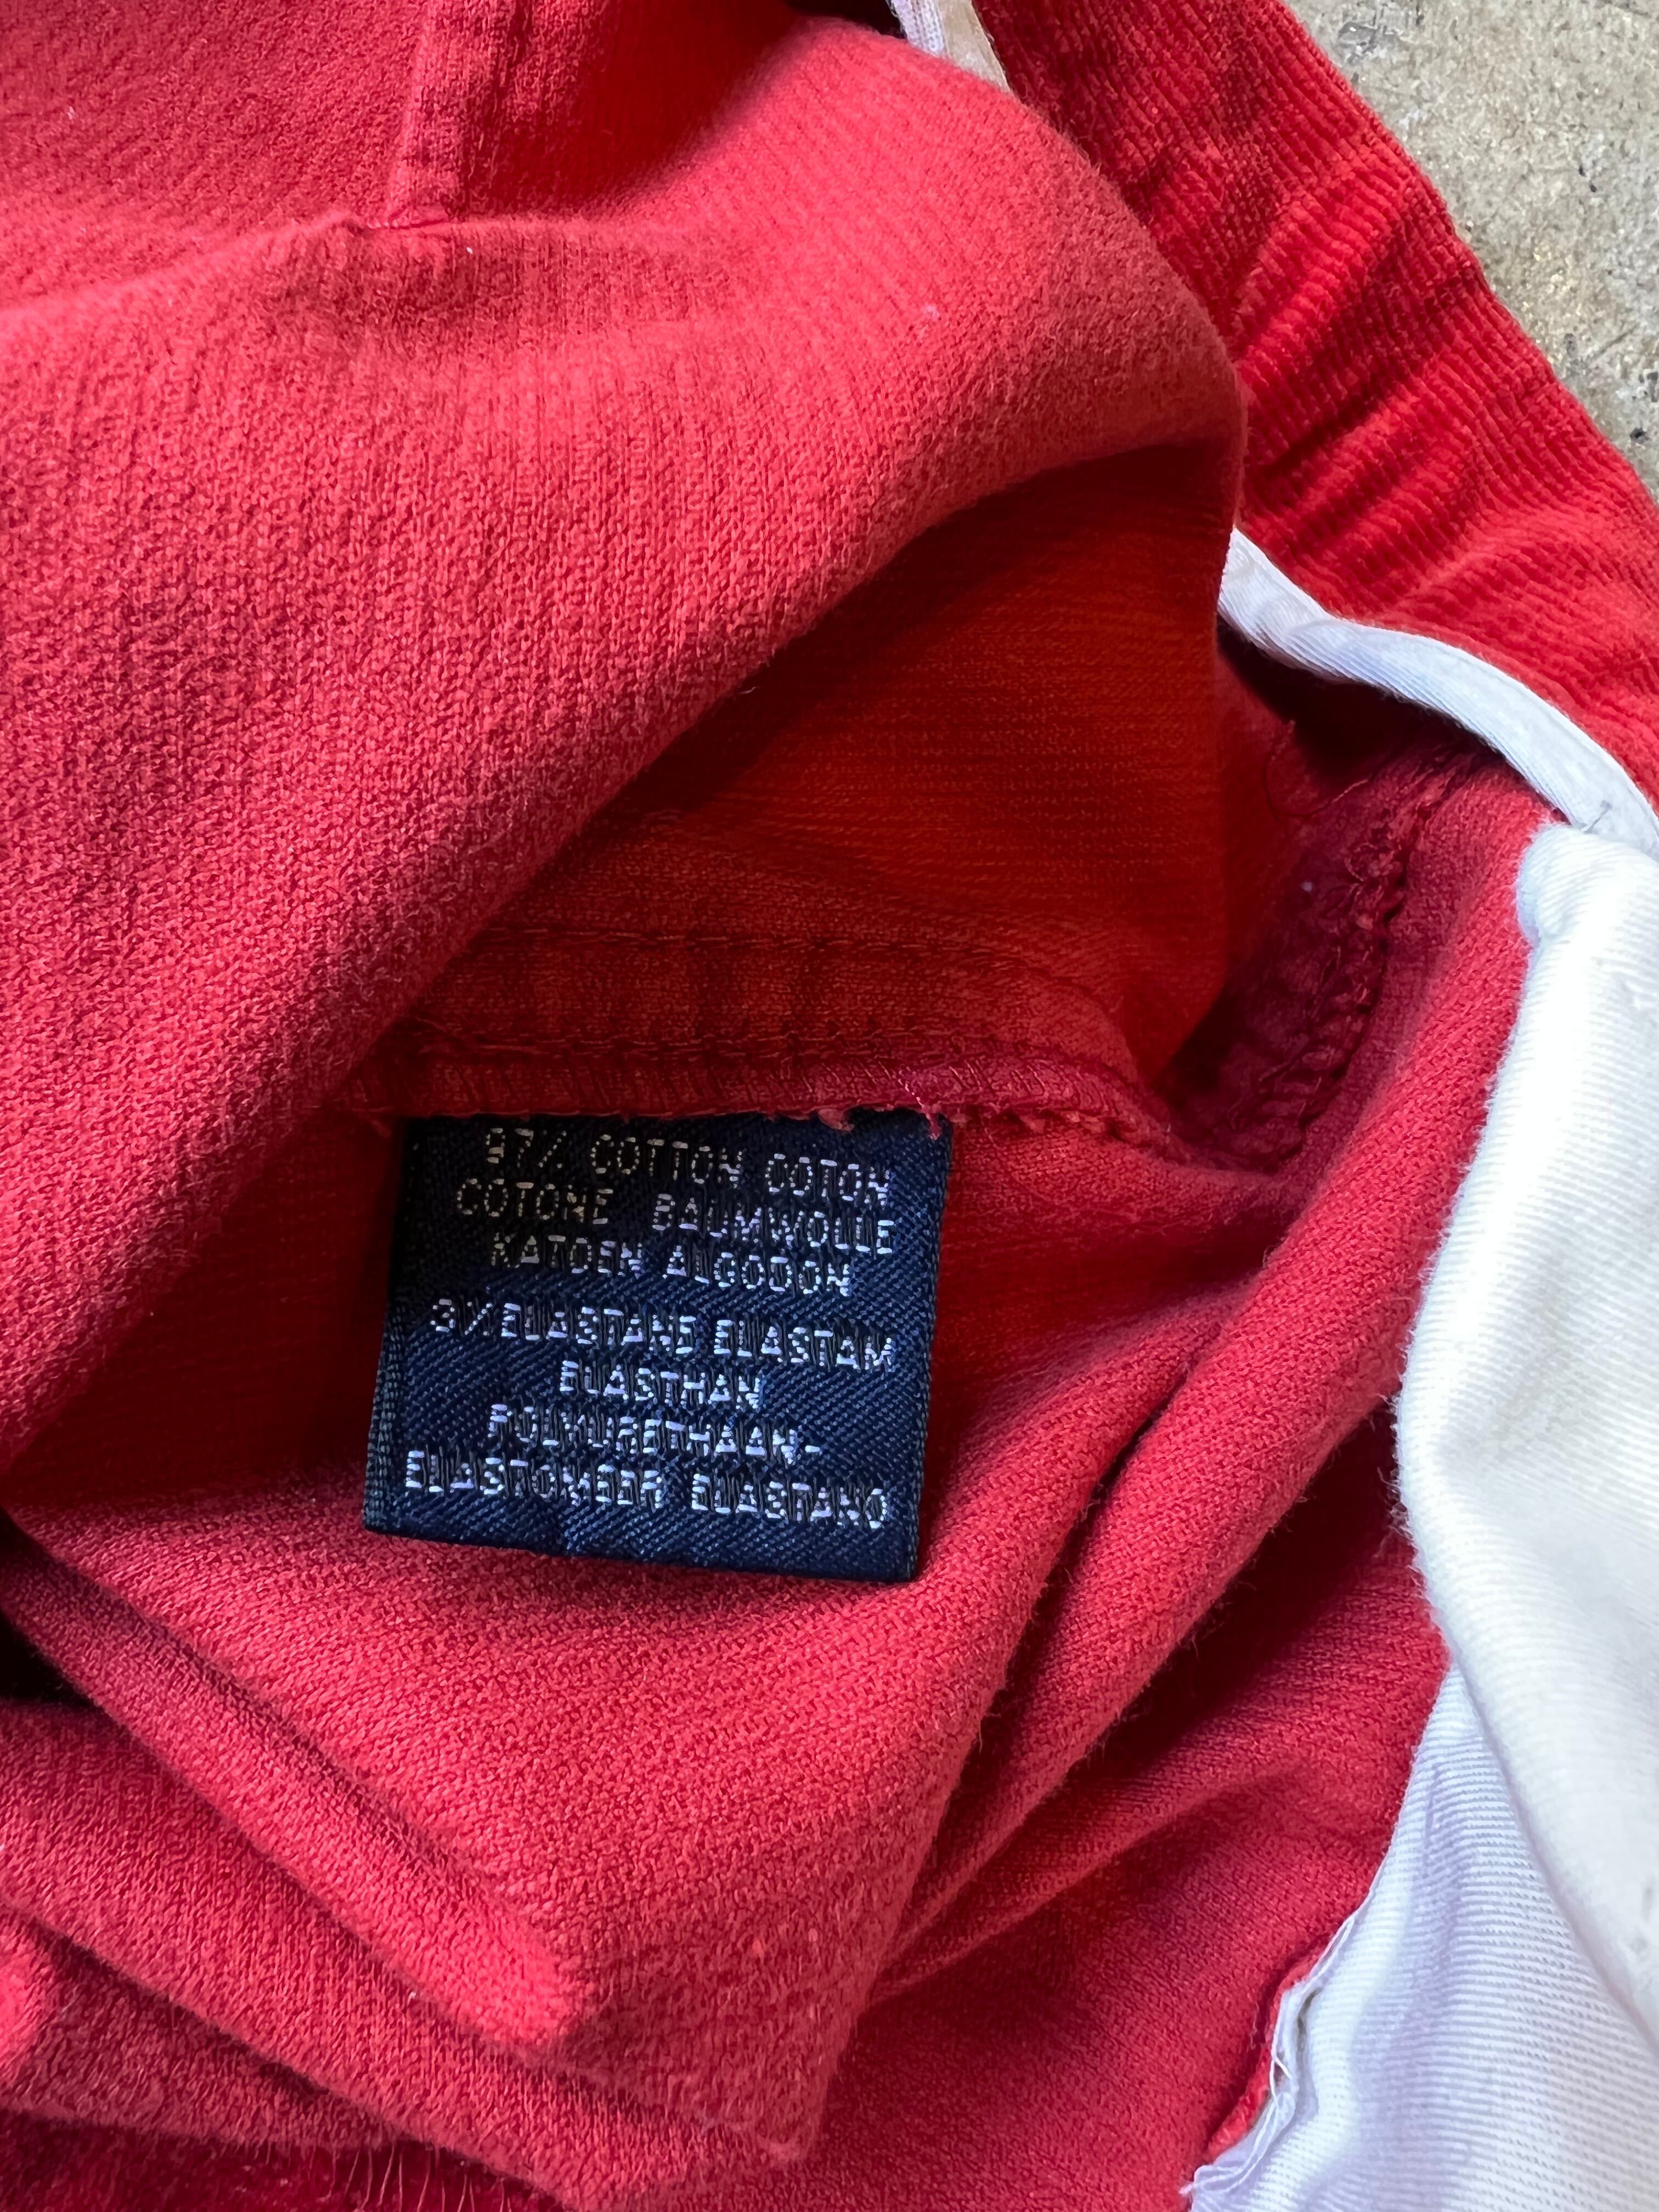 97% COTTON COTON
COTONE BAUMWOLLE
KATOEN ALGODON
3% ELASTANE ELASTAM
ELASTHAN
POLYURETHAAN-
ELASTOMEER ELASTANO